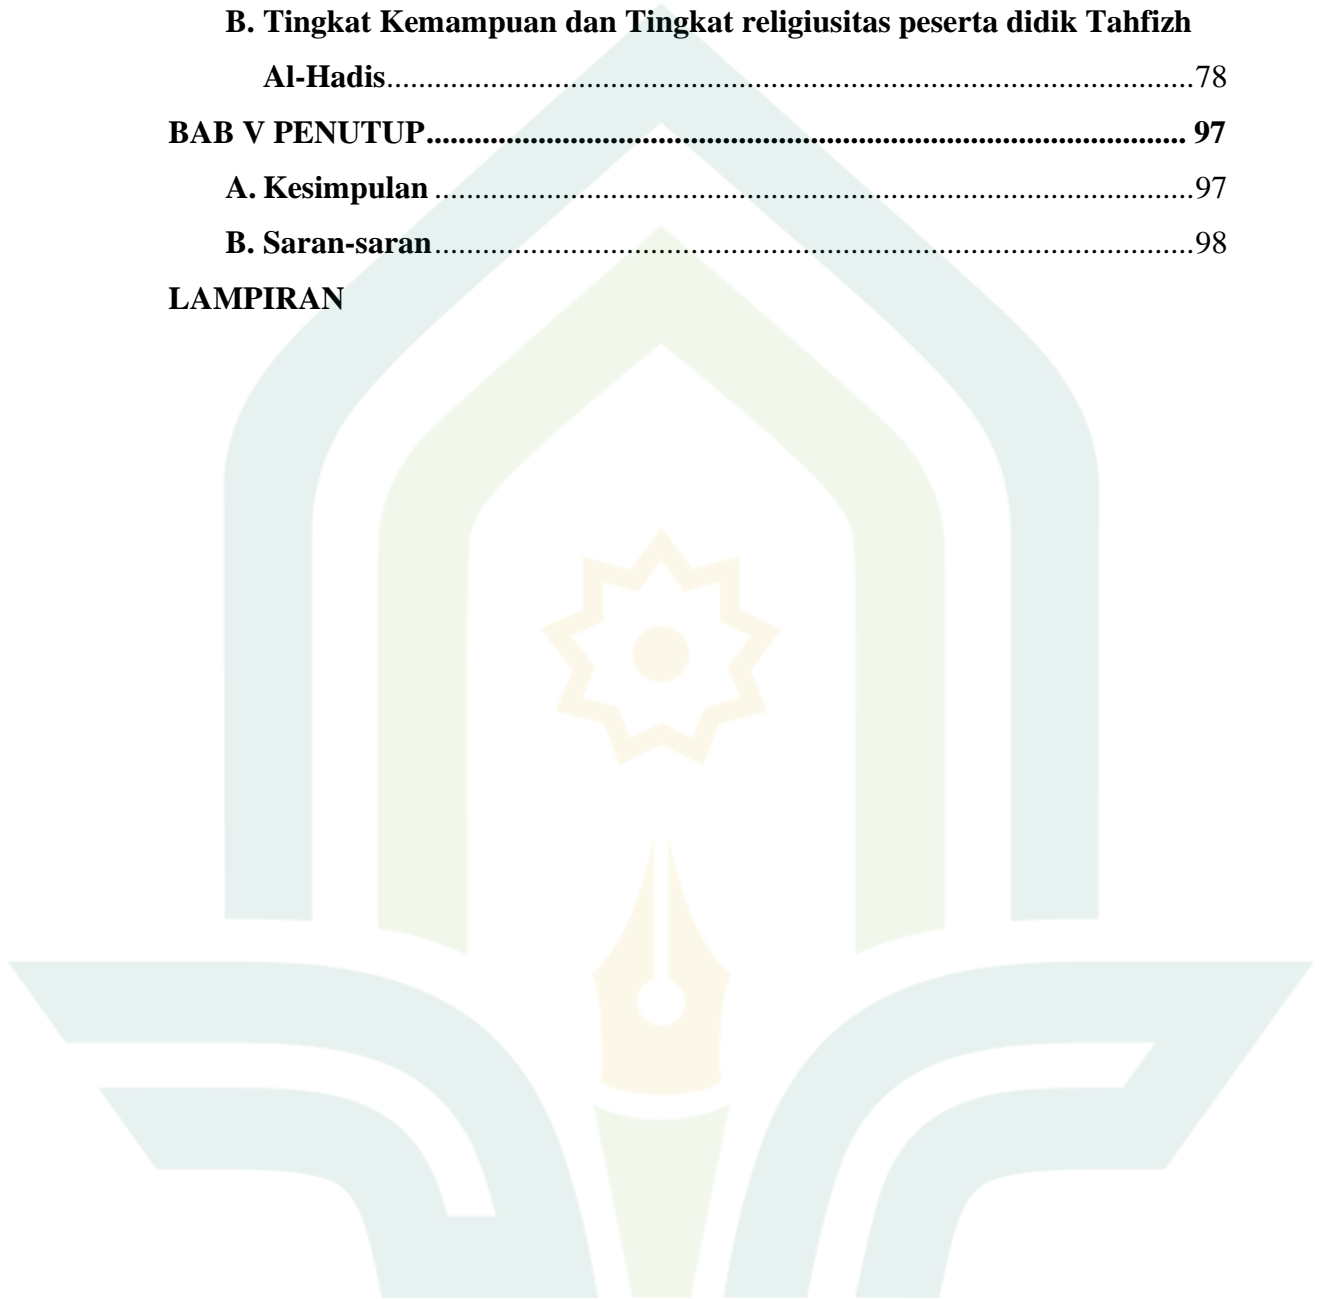 B. Tingkat Kemampuan dan Tingkat religiusitas peserta didik Tahfizh
Al-Hadis....................................................................................................78
BAB V PENUTUP.............................................................................................. 97
A. Kesimpulan ..............................................................................................97
B. Saran-saran..............................................................................................98
LAMPIRAN